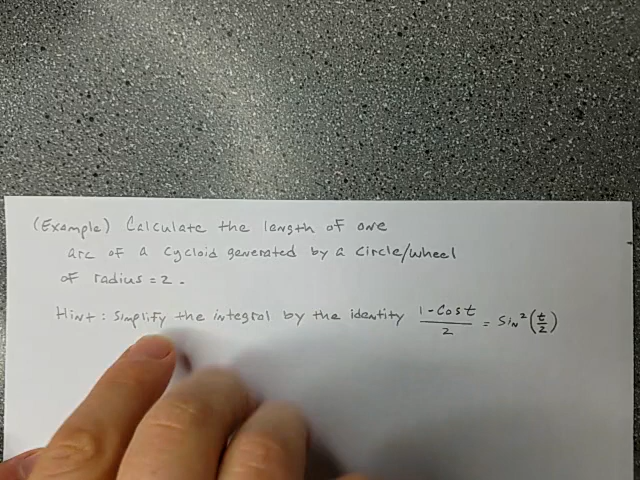 (Example) Calculate the length of one
arc of a cycloid generated by a circle/wheel
of radius = 2.
Hint: Simplify the integral by the identity (1 - Cos t)/2 = Sin²(t/2)